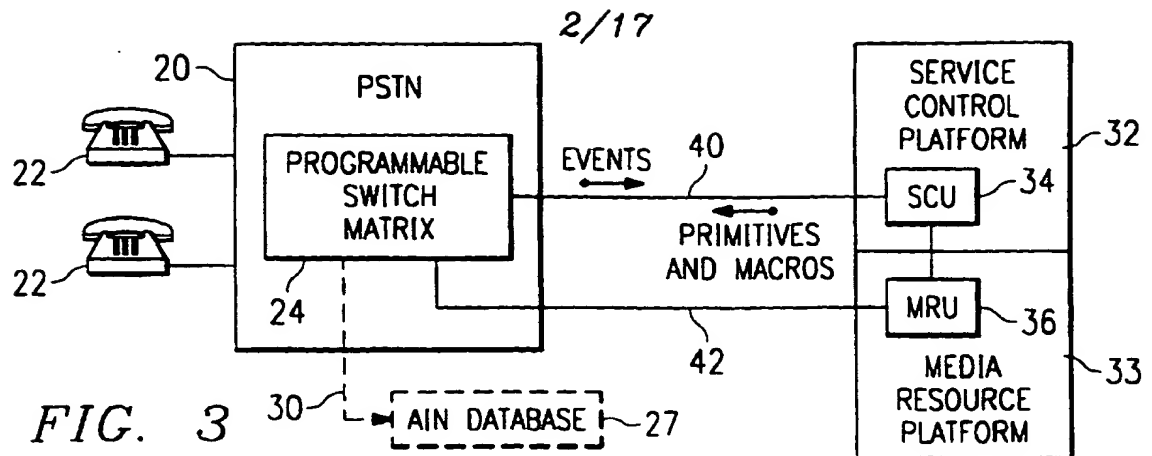 2/17
20
PSTN
22
22
PROGRAMMABLE
SWITCH
MATRIX
24
EVENTS
40
PRIMITIVES
AND MACROS
42
SERVICE
CONTROL
PLATFORM
32
SCU
34
MRU
36
MEDIA
RESOURCE
PLATFORM
33
30
AIN DATABASE
27
FIG. 3